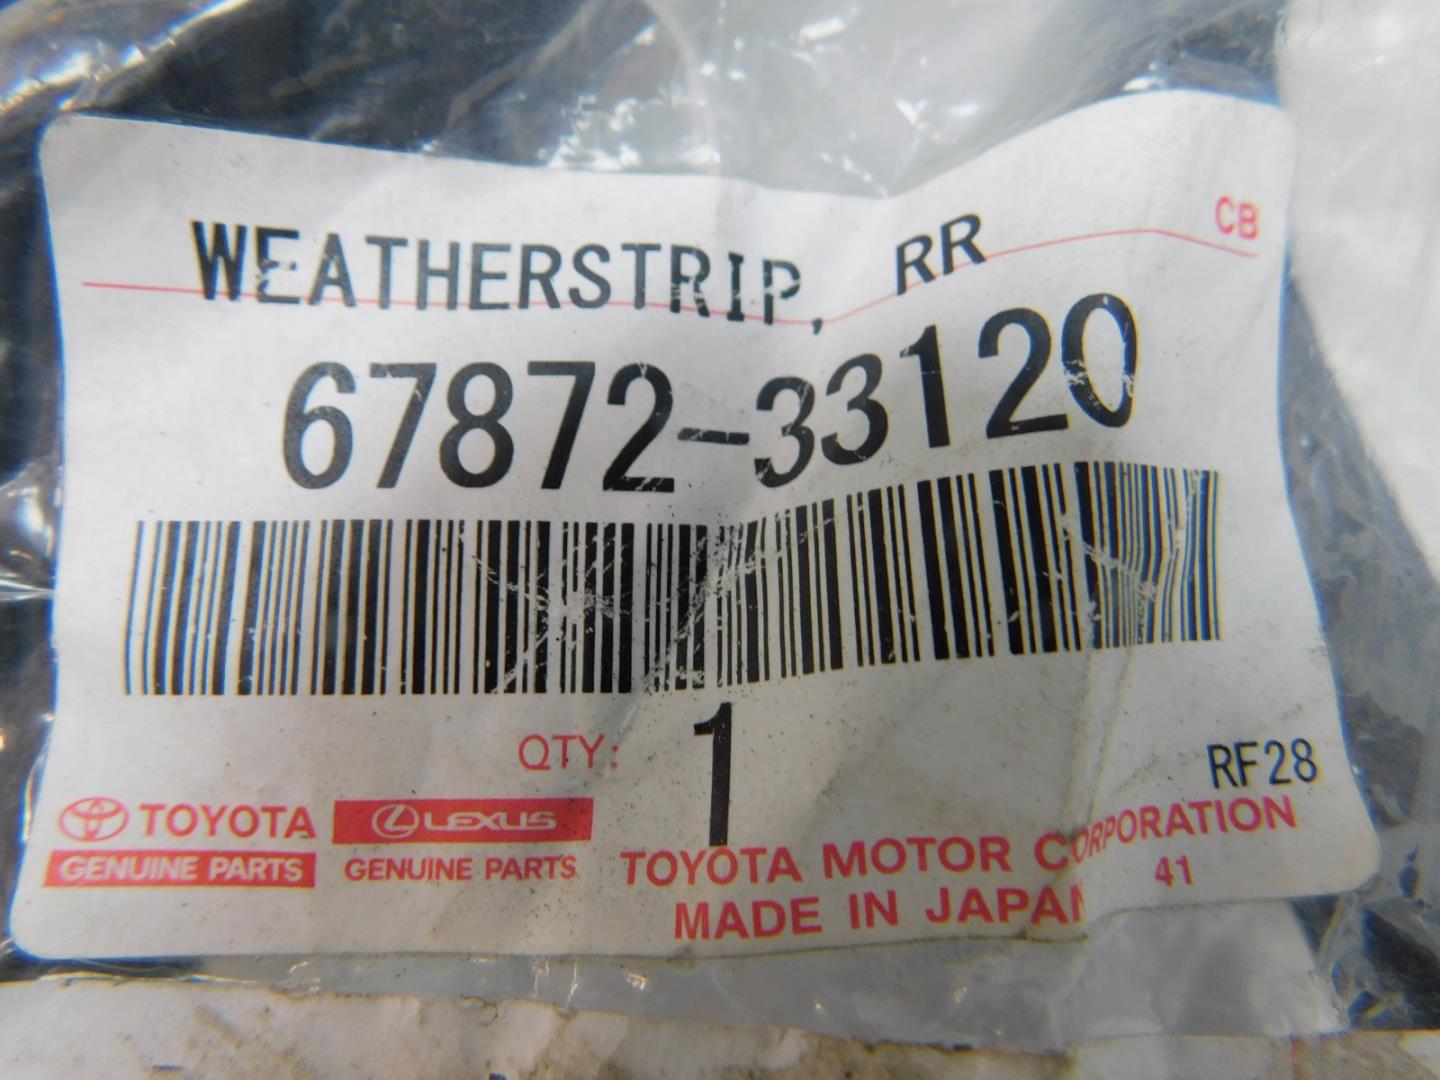 CB
WEATHERSTRIP, RR
67872-33120
QTY: 1
RF28
TOYOTA
GENUINE PARTS
LEXUS
GENUINE PARTS
TOYOTA MOTOR CORPORATION
MADE IN JAPAN 41